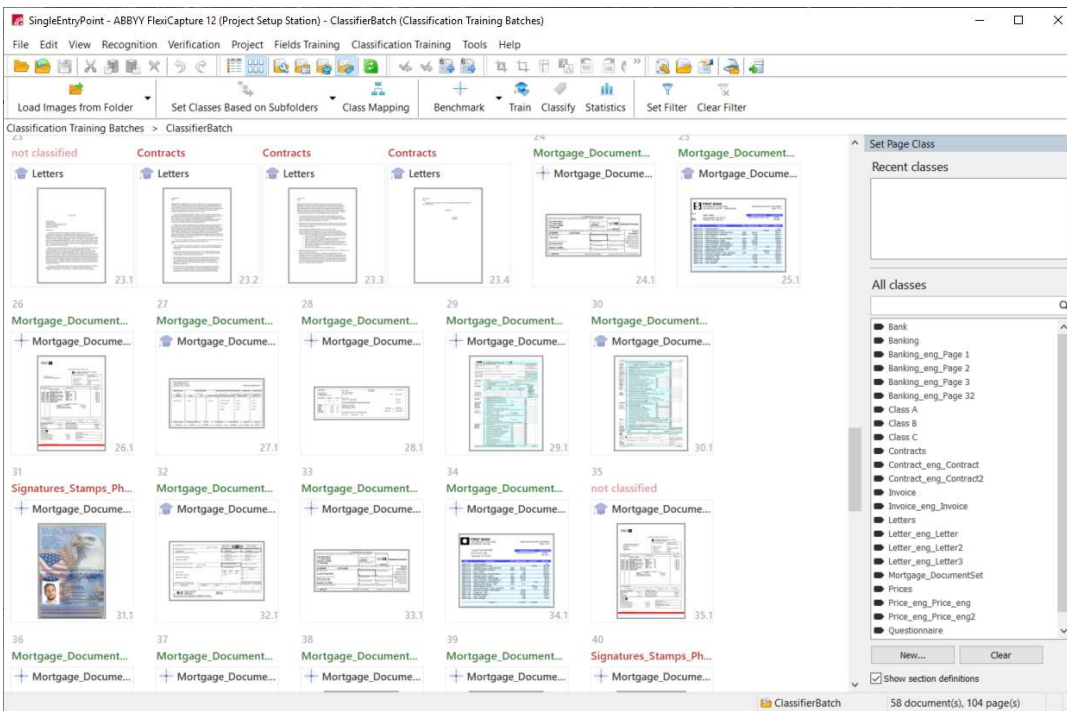 SingleEntryPoint - ABBYY FlexiCapture 12 (Project Setup Station) - ClassifierBatch (Classification Training Batches)
File Edit View Recognition Verification Project Fields Training Classification Training Tools Help
Load Images from Folder Set Classes Based on Subfolders Class Mapping Benchmark Train Classify Statistics Set Filter Clear Filter
Classification Training Batches > ClassifierBatch
23 24 25
not classified Contracts Contracts Contracts Mortgage_Document... Mortgage_Document...
Letters Letters Letters Letters Mortgage_Docume... Mortgage_Docume...
FIRST BANK
23.1 23.2 23.3 23.4 24.1 25.1
26 27 28 29 30
Mortgage_Document... Mortgage_Document... Mortgage_Document... Mortgage_Document... Mortgage_Document...
Mortgage_Docume... Mortgage_Docume... Mortgage_Docume... Mortgage_Docume... Mortgage_Docume...
26.1 27.1 28.1 29.1 30.1
31 32 33 34 35
Signatures_Stamps_Ph... Mortgage_Document... Mortgage_Document... Mortgage_Document... not classified
Mortgage_Docume... Mortgage_Docume... Mortgage_Docume... Mortgage_Docume... Mortgage_Docume...
FIRST BANK
31.1 32.1 33.1 34.1 35.1
36 37 38 39 40
Mortgage_Document... Mortgage_Document... Mortgage_Document... Mortgage_Document... Signatures_Stamps_Ph...
Mortgage_Docume... Mortgage_Docume... Mortgage_Docume... Mortgage_Docume... Mortgage_Docume...
Set Page Class
Recent classes
All classes
Bank
Banking
Banking_eng_Page 1
Banking_eng_Page 2
Banking_eng_Page 3
Banking_eng_Page 32
Class A
Class B
Class C
Contracts
Contract_eng_Contract
Contract_eng_Contract2
Invoice
Invoice_eng_Invoice
Letters
Letter_eng_Letter
Letter_eng_Letter2
Letter_eng_Letter3
Mortgage_DocumentSet
Prices
Price_eng_Price_eng
Price_eng_Price_eng2
Questionnaire
New... Clear
Show section definitions
ClassifierBatch 58 document(s), 104 page(s)